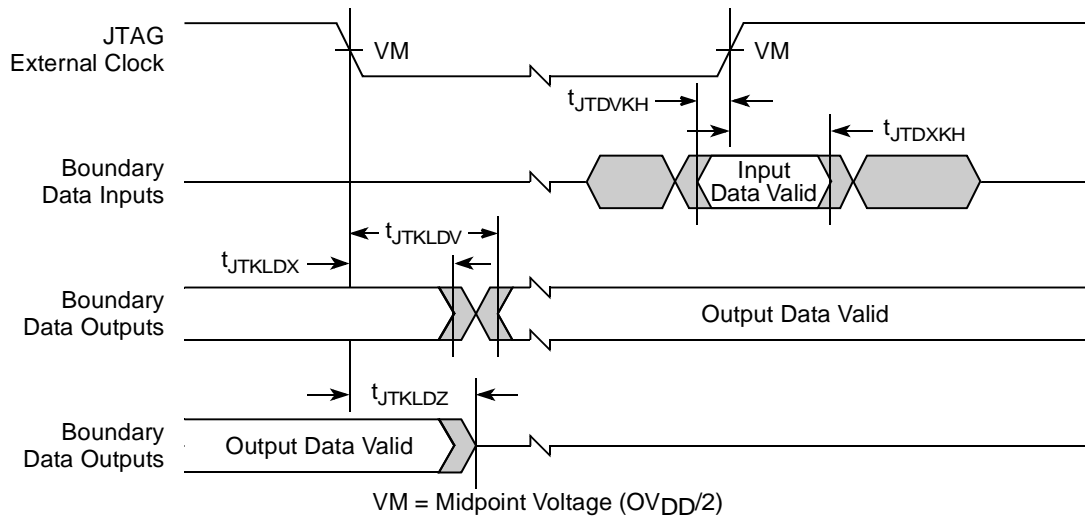 JTAG
External Clock
VM
VM
tJTDVKH
tJTDXKH
Boundary
Data Inputs
Input
Data Valid
tJTKLDV
tJTKLDX
Boundary
Data Outputs
Output Data Valid
tJTKLDZ
Boundary
Data Outputs
Output Data Valid
VM = Midpoint Voltage (OVDD/2)